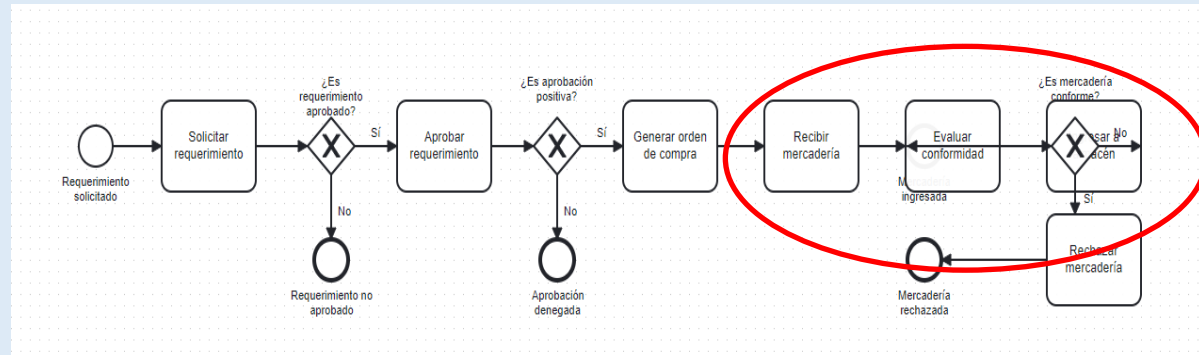 ¿Es
requerimiento
aprobado?
¿Es aprobación
positiva?
¿Es mercadería
conforme?
Solicitar
requerimiento
Sí
Aprobar
requerimiento
Sí
Generar orden
de compra
Recibir
mercadería
Evaluar
conformidad
No
Requerimiento
solicitado
ingresada
Sí
No
No
Rechazar
mercadería
Requerimiento no
aprobado
Aprobación
denegada
Mercadería
rechazada